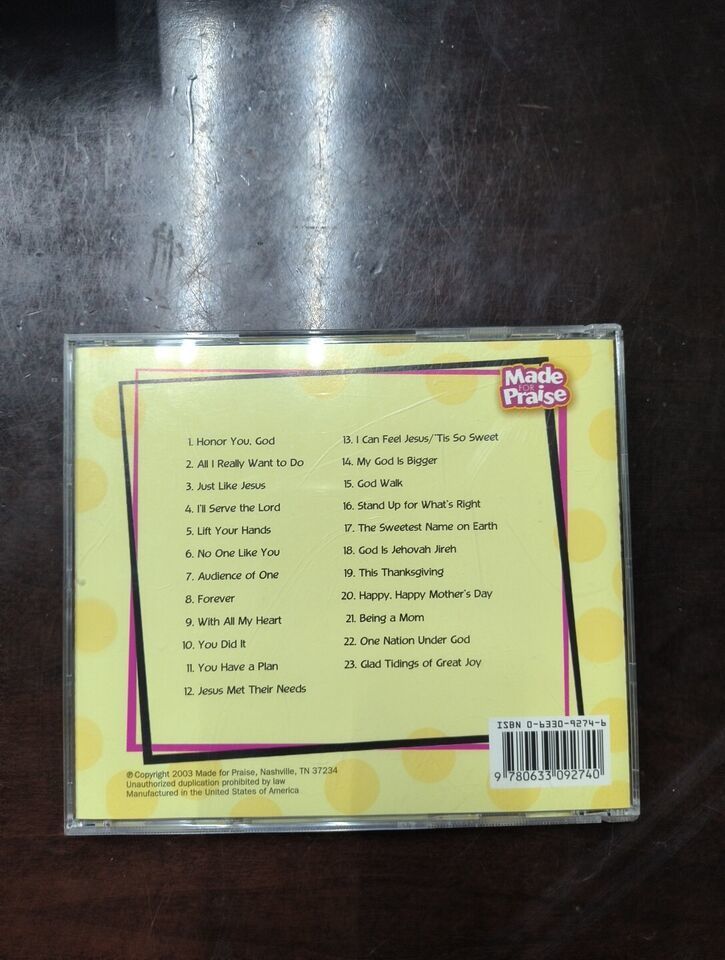 Made
FOR
Praise
1. Honor You, God
2. All I Really Want to Do
3. Just Like Jesus
4. I'll Serve the Lord
5. Lift Your Hands
6. No One Like You
7. Audience of One
8. Forever
9. With All My Heart
10. You Did It
11. You Have a Plan
12. Jesus Met Their Needs
13. I Can Feel Jesus/'Tis So Sweet
14. My God Is Bigger
15. God Walk
16. Stand Up for What's Right
17. The Sweetest Name on Earth
18. God Is Jehovah Jireh
19. This Thanksgiving
20. Happy, Happy Mother's Day
21. Being a Mom
22. One Nation Under God
23. Glad Tidings of Great Joy
℗ Copyright 2003 Made for Praise, Nashville, TN 37234
Unauthorized duplication prohibited by law
Manufactured in the United States of America
ISBN 0-6330-9274-6
9 780633 092740